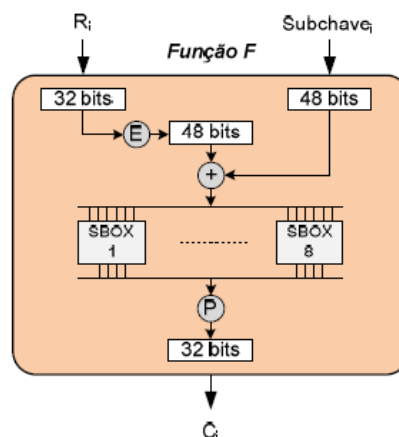 Rᵢ
Subchaveᵢ
Função F
32 bits
48 bits
E
48 bits
+
SBOX
1
SBOX
8
P
32 bits
Cᵢ